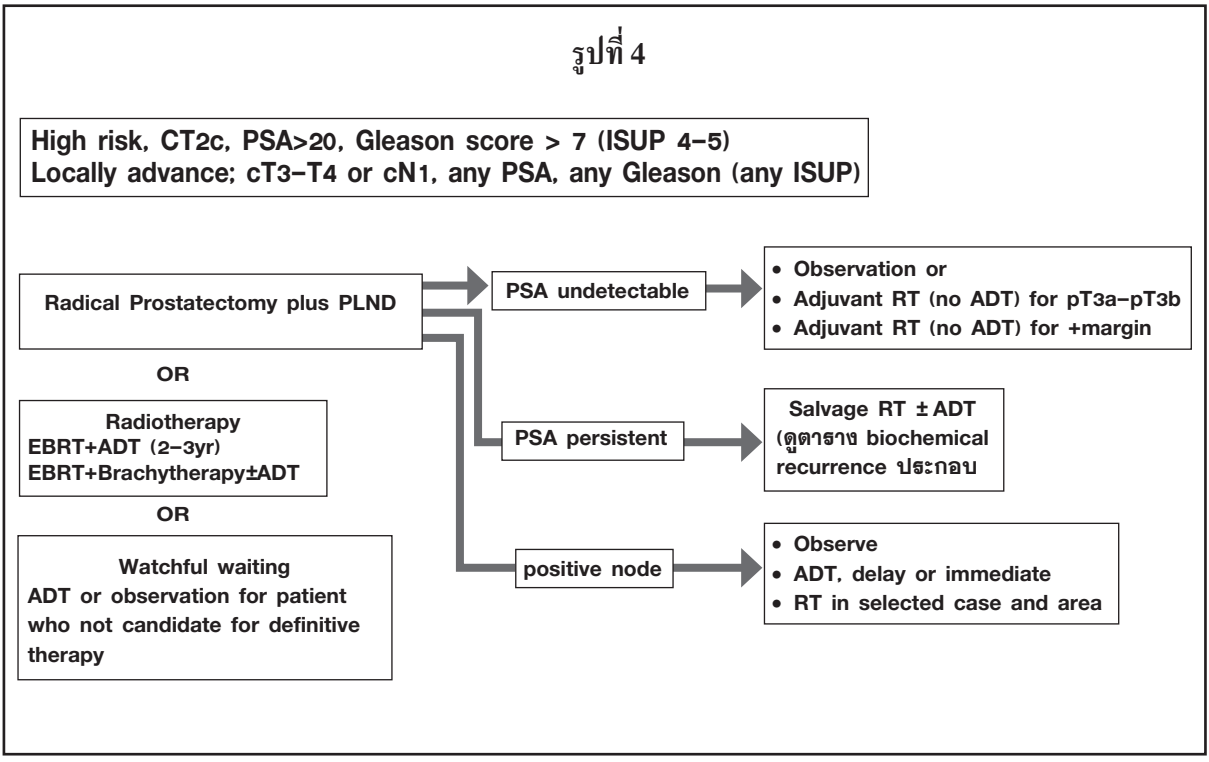 รูปที่ 4
High risk, CT2c, PSA>20, Gleason score > 7 (ISUP 4–5)
Locally advance; cT3–T4 or cN1, any PSA, any Gleason (any ISUP)
Radical Prostatectomy plus PLND
PSA undetectable
• Observation or
• Adjuvant RT (no ADT) for pT3a–pT3b
• Adjuvant RT (no ADT) for +margin
OR
Radiotherapy
EBRT+ADT (2–3yr)
EBRT+Brachytherapy±ADT
PSA persistent
Salvage RT ± ADT
(ดูตาราง biochemical
recurrence ประกอบ
OR
Watchful waiting
ADT or observation for patient
who not candidate for definitive
therapy
positive node
• Observe
• ADT, delay or immediate
• RT in selected case and area